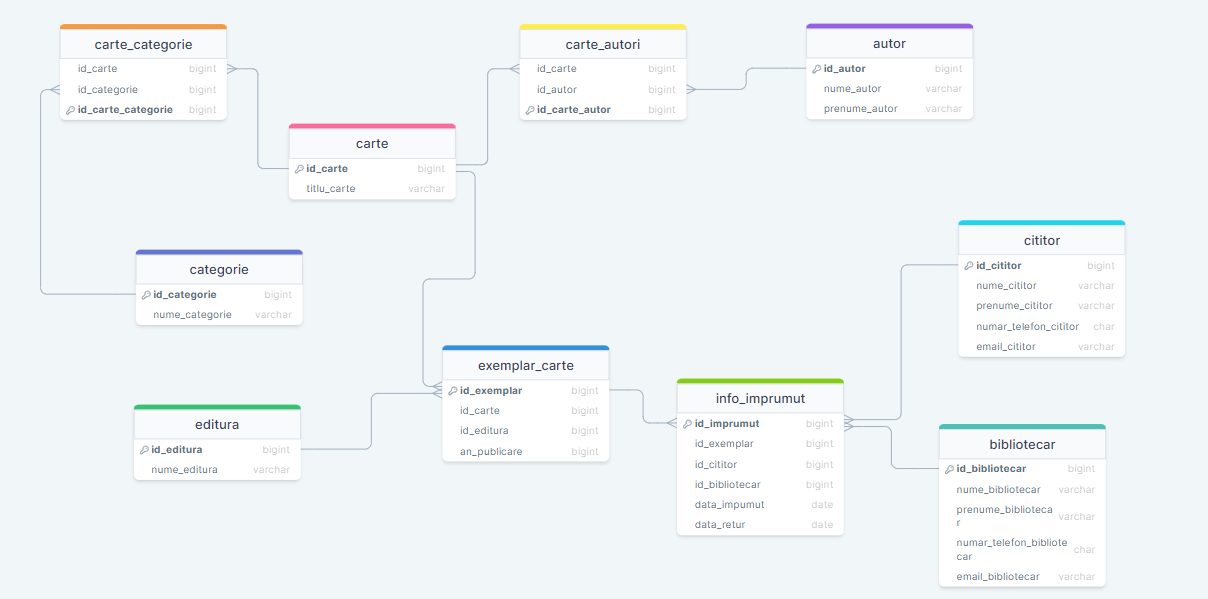 carte_categorie
id_carte bigint
id_categorie bigint
id_carte_categorie bigint
carte_autori
id_carte bigint
id_autor bigint
id_carte_autor bigint
autor
id_autor bigint
nume_autor varchar
prenume_autor varchar
carte
id_carte bigint
titlu_carte varchar
categorie
id_categorie bigint
nume_categorie varchar
cititor
id_cititor bigint
nume_cititor varchar
prenume_cititor varchar
numar_telefon_cititor char
email_cititor varchar
exemplar_carte
id_exemplar bigint
id_carte bigint
id_editura bigint
an_publicare bigint
editura
id_editura bigint
nume_editura varchar
info_imprumut
id_imprumut bigint
id_exemplar bigint
id_cititor bigint
id_bibliotecar bigint
data_impumut date
data_retur date
bibliotecar
id_bibliotecar bigint
nume_bibliotecar varchar
prenume_biblioteca
r varchar
numar_telefon_bibliote
car char
email_bibliotecar varchar